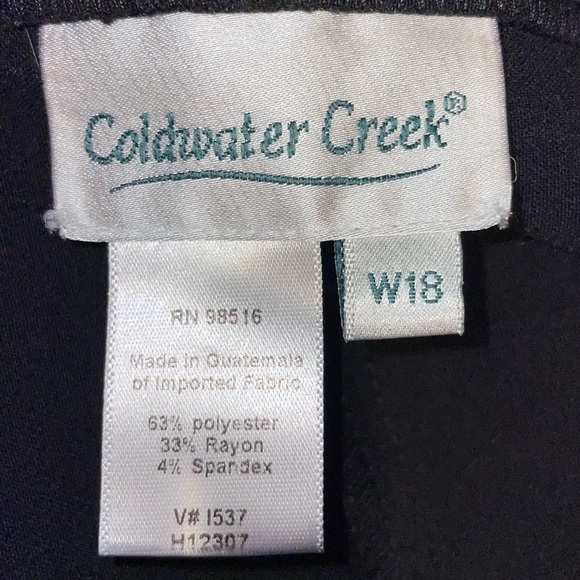 Coldwater Creek®
W18
RN 98516
Made in Guatemala
of Imported Fabric
63% polyester
33% Rayon
4% Spandex
V# I537
H12307